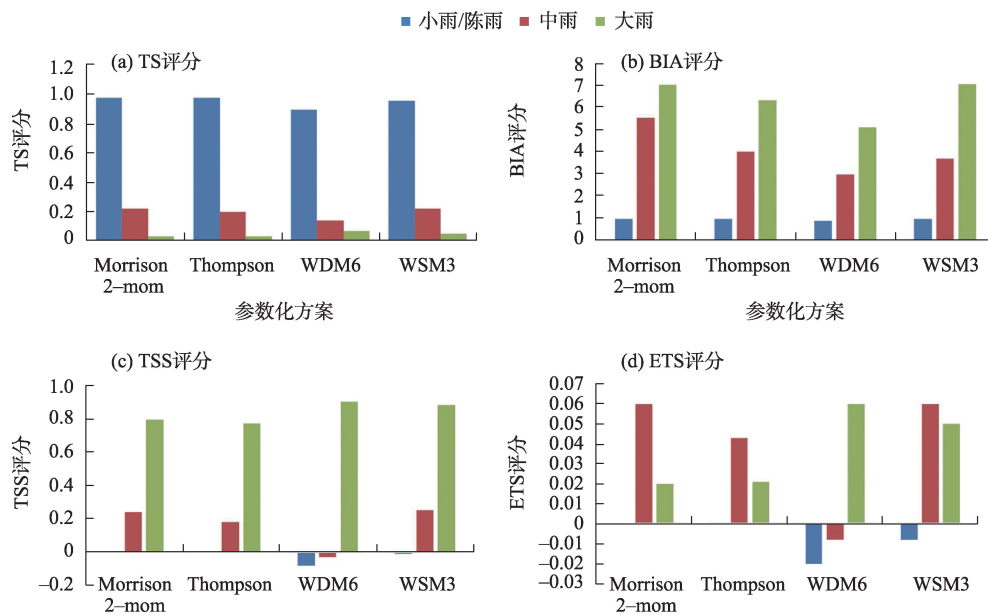 小雨/陈雨 中雨 大雨
(a) TS评分
1.2
1.0
0.8
0.6
0.4
0.2
0
TS评分
Morrison 2–mom Thompson WDM6 WSM3
参数化方案
(b) BIA评分
8
7
6
5
4
3
2
1
0
BIA评分
Morrison 2–mom Thompson WDM6 WSM3
参数化方案
(c) TSS评分
1.0
0.8
0.6
0.4
0.2
0
–0.2
TSS评分
Morrison 2–mom Thompson WDM6 WSM3
(d) ETS评分
0.07
0.06
0.05
0.04
0.03
0.02
0.01
0
–0.01
–0.02
–0.03
ETS评分
Morrison 2–mom Thompson WDM6 WSM3